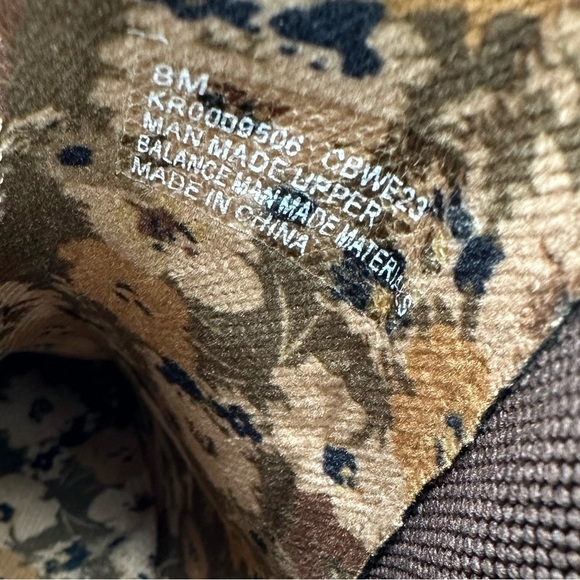 8M
KR0009506 CBWE23
MAN MADE UPPER
BALANCE MAN MADE MATERIALS
MADE IN CHINA